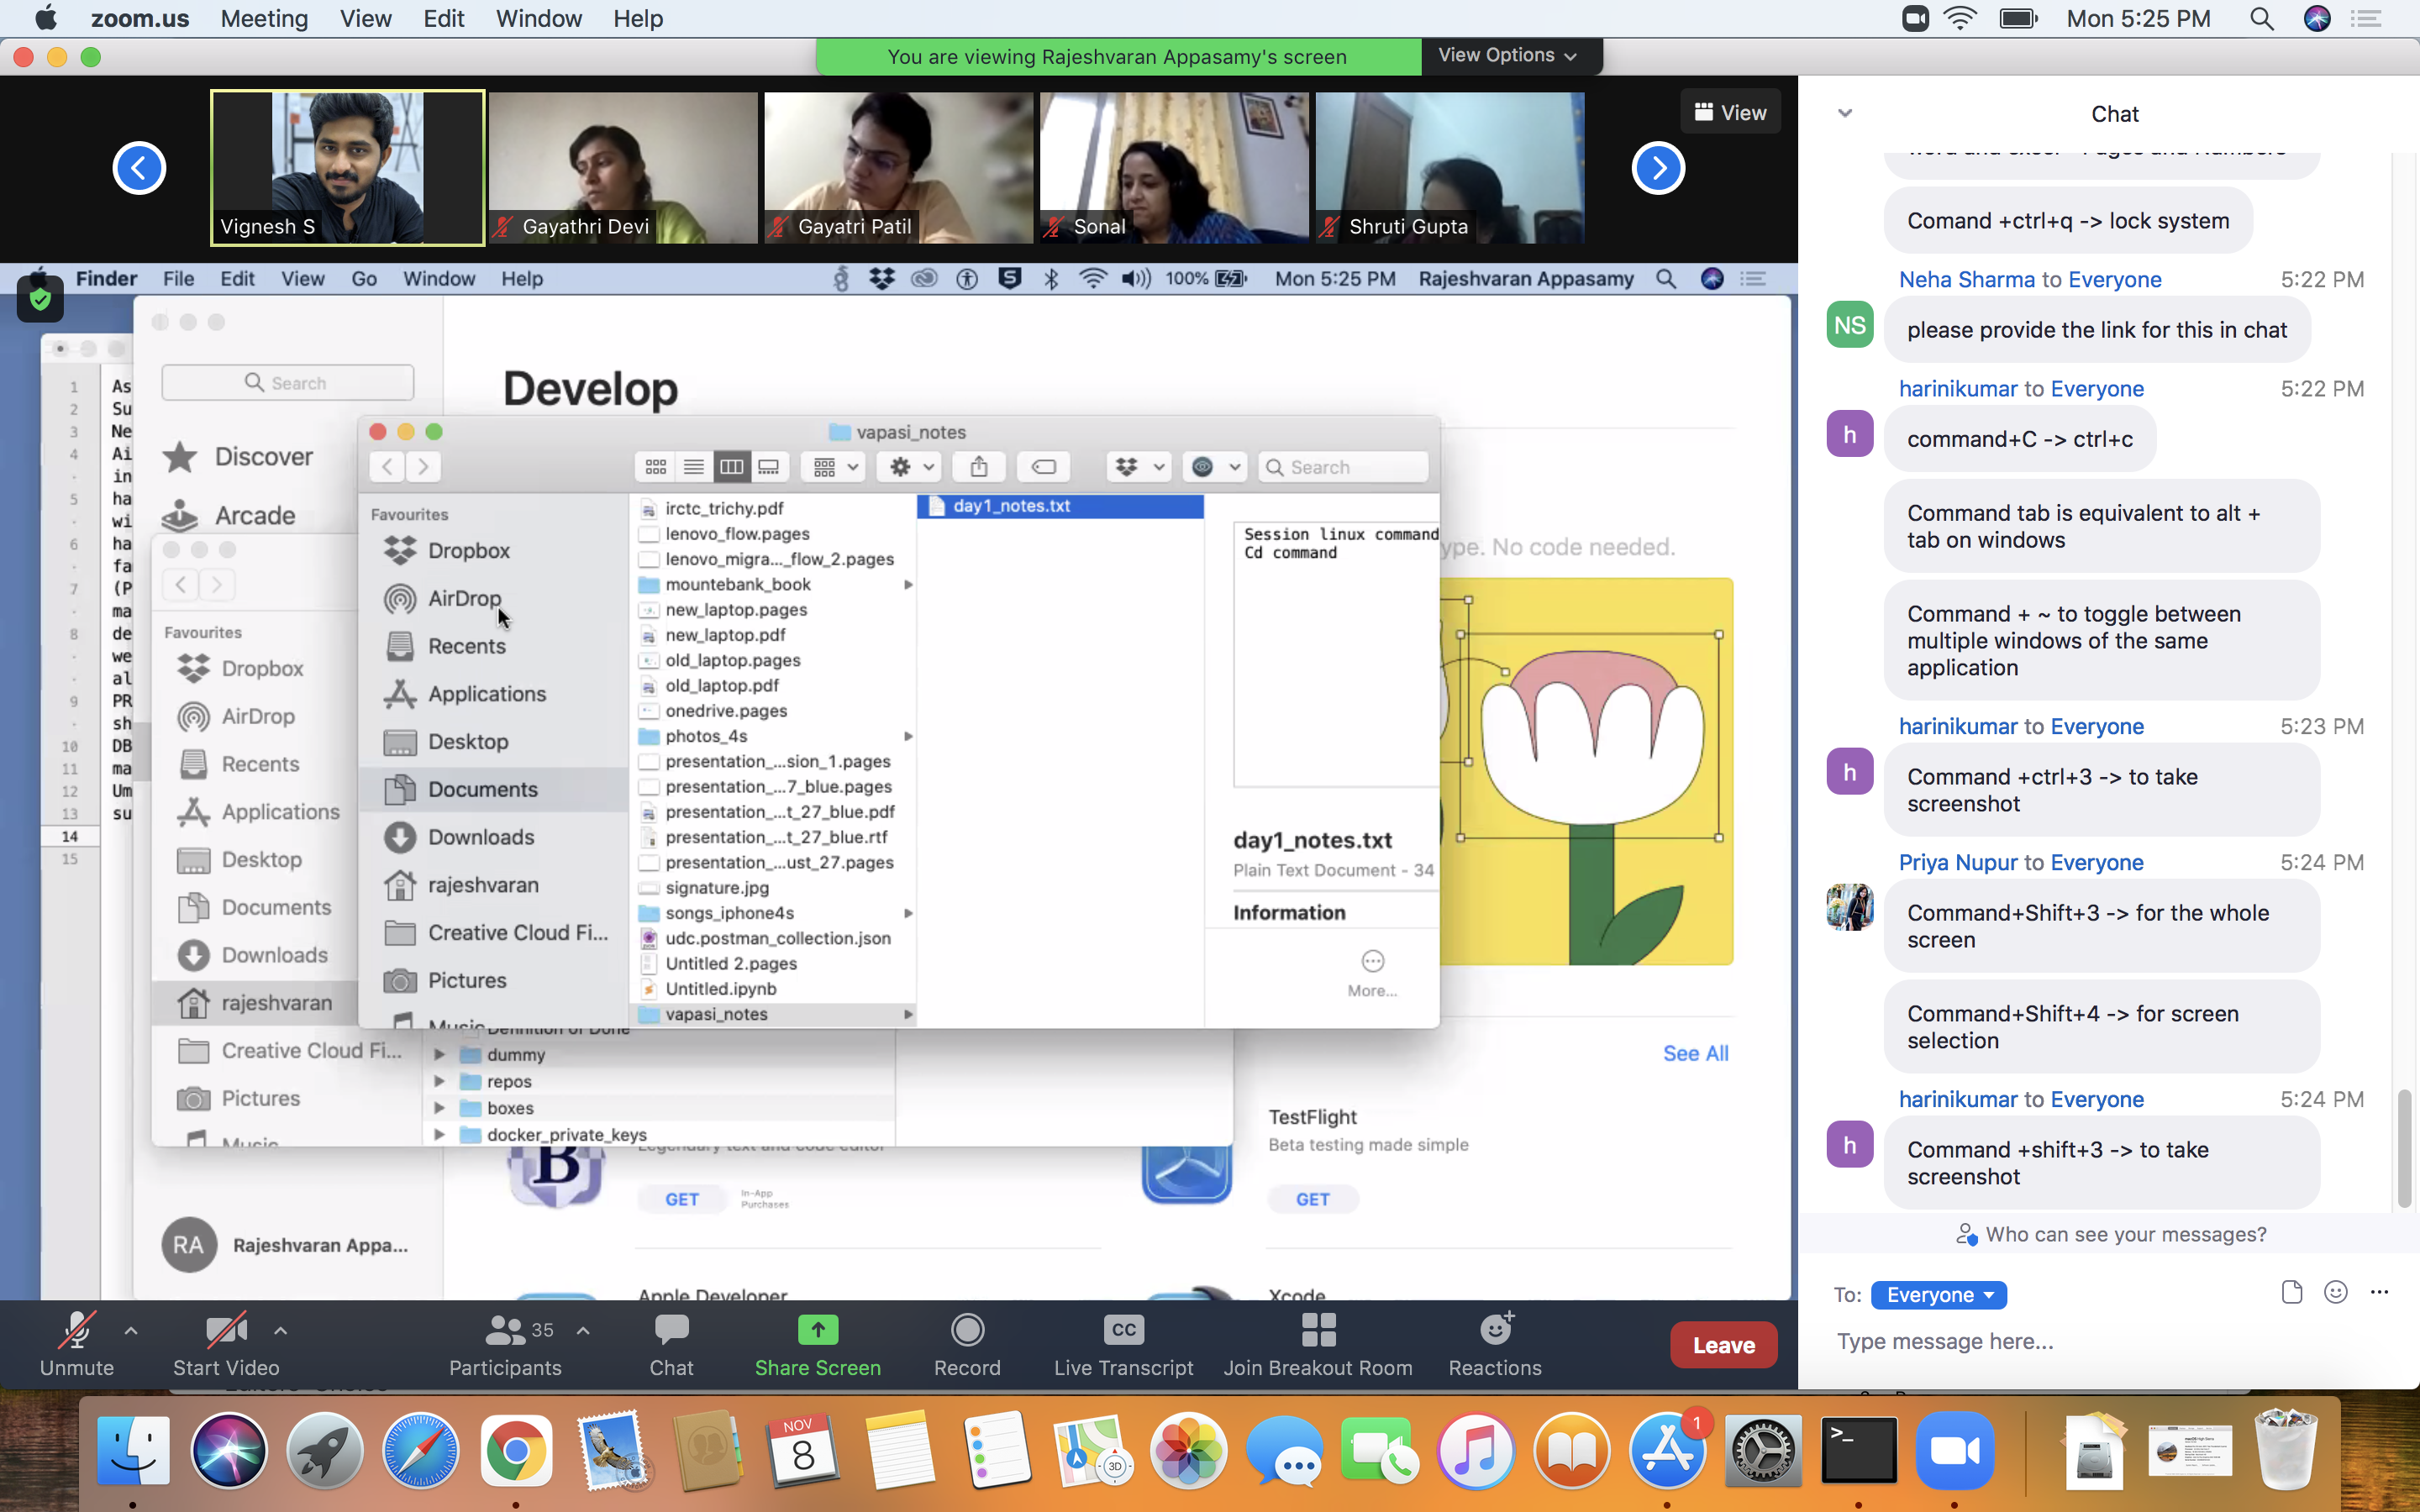 zoom.us Meeting View Edit Window Help
Mon 5:25 PM
You are viewing Rajeshvaran Appasamy's screen
View Options
View
Vignesh S
Gayathri Devi
Gayatri Patil
Sonal
Shruti Gupta
Finder File Edit View Go Window Help
100%
Mon 5:25 PM Rajeshvaran Appasamy
1 As
2 Su
3 Ne
4 Ai
in
5 ha
wi
6 ha
fa
7 (P
ma
8 de
we
al
9 PR
sh
10 DB
11 ma
12 Um
13 su
14
15
Search
Discover
Arcade
Develop
Favourites
Dropbox
AirDrop
Recents
Applications
Desktop
Documents
Downloads
rajeshvaran
Creative Cloud Fi...
Pictures
Music
vapasi_notes
Search
Favourites
Dropbox
AirDrop
Recents
Applications
Desktop
Documents
Downloads
rajeshvaran
Creative Cloud Fi...
Pictures
Music
irctc_trichy.pdf
lenovo_flow.pages
lenovo_migra..._flow_2.pages
mountebank_book
new_laptop.pages
new_laptop.pdf
old_laptop.pages
old_laptop.pdf
onedrive.pages
photos_4s
presentation_...sion_1.pages
presentation_...7_blue.pages
presentation_...t_27_blue.pdf
presentation_...t_27_blue.rtf
presentation_...ust_27.pages
signature.jpg
songs_iphone4s
udc.postman_collection.json
Untitled 2.pages
Untitled.ipynb
vapasi_notes
day1_notes.txt
Session linux command
Cd command
day1_notes.txt
Plain Text Document - 34
Information
More...
ype. No code needed.
Definition of Done
dummy
repos
boxes
docker_private_keys
See All
Legendary text and code editor
GET
In-App
Purchases
TestFlight
Beta testing made simple
GET
RA
Rajeshvaran Appa...
Apple Developer
Xcode
Chat
word and excel - Pages and Numbers
Comand +ctrl+q -> lock system
Neha Sharma to Everyone 5:22 PM
NS
please provide the link for this in chat
harinikumar to Everyone 5:22 PM
h
command+C -> ctrl+c
Command tab is equivalent to alt +
tab on windows
Command + ~ to toggle between
multiple windows of the same
application
harinikumar to Everyone 5:23 PM
h
Command +ctrl+3 -> to take
screenshot
Priya Nupur to Everyone 5:24 PM
Command+Shift+3 -> for the whole
screen
Command+Shift+4 -> for screen
selection
harinikumar to Everyone 5:24 PM
h
Command +shift+3 -> to take
screenshot
Who can see your messages?
To: Everyone
Type message here...
Unmute
Start Video
35
Participants
Chat
Share Screen
Record
CC
Live Transcript
Join Breakout Room
Reactions
Leave
Editors' Choice
NOV
8
3D
1
>_